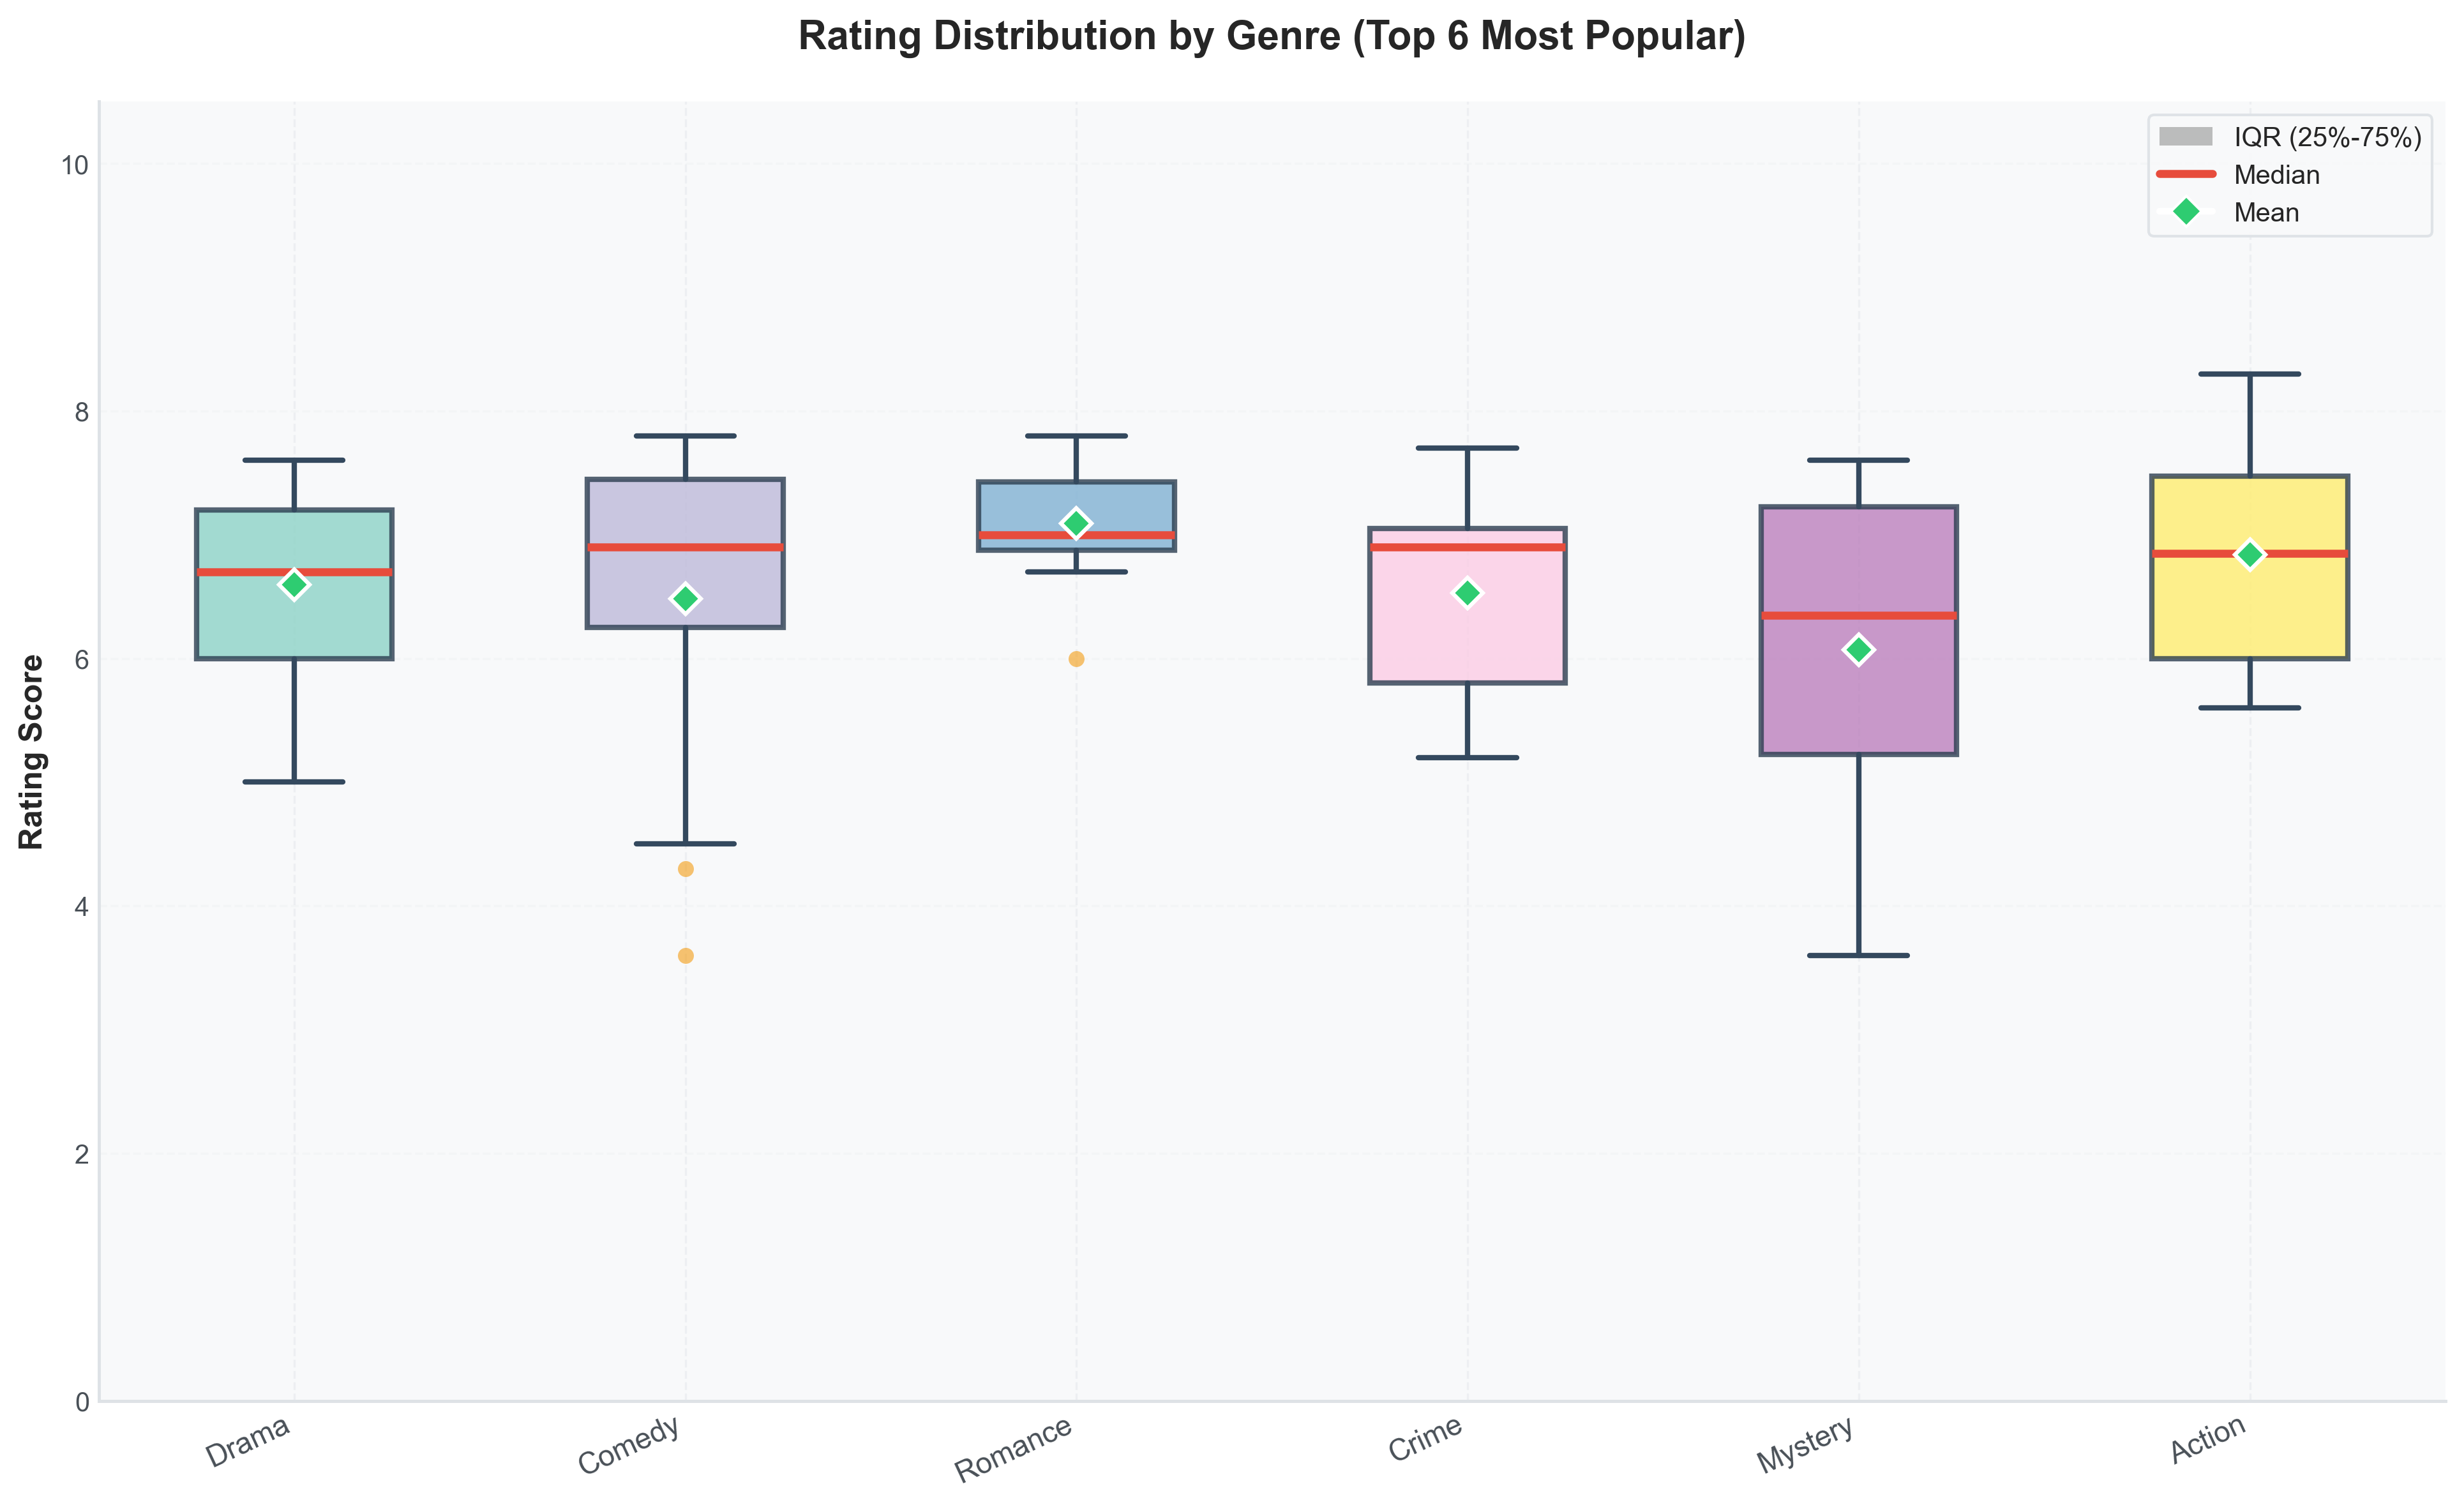 Rating Distribution by Genre (Top 6 Most Popular)
IQR (25%-75%)
Median
Mean
Rating Score
10
8
6
4
2
0
Drama
Comedy
Romance
Crime
Mystery
Action